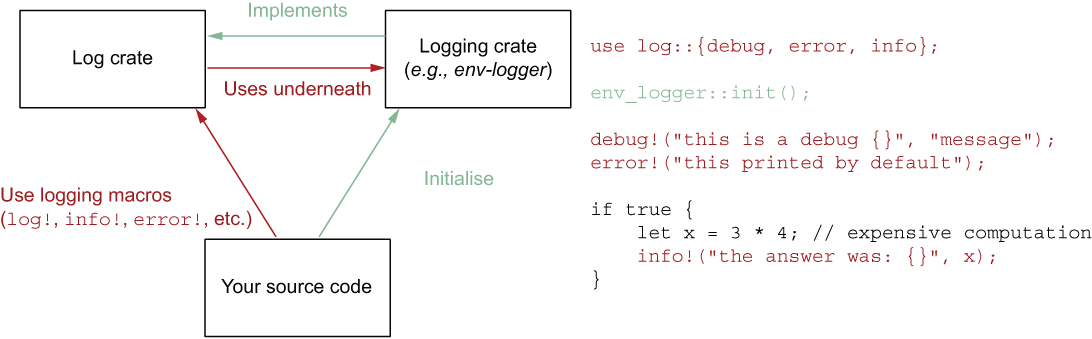 Implements
Log crate
Logging crate
(e.g., env-logger)
Uses underneath
Use logging macros
(log!, info!, error!, etc.)
Initialise
Your source code
use log::{debug, error, info};
env_logger::init();
debug!("this is a debug {}", "message");
error!("this printed by default");
if true {
    let x = 3 * 4; // expensive computation
    info!("the answer was: {}", x);
}